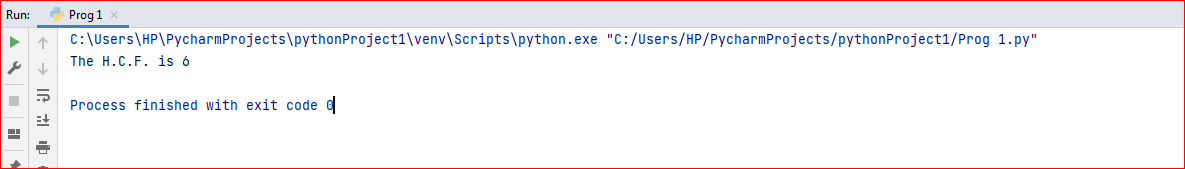 Run: Prog 1
C:\Users\HP\PycharmProjects\pythonProject1\venv\Scripts\python.exe "C:/Users/HP/PycharmProjects/pythonProject1/Prog 1.py"
The H.C.F. is 6
Process finished with exit code 0